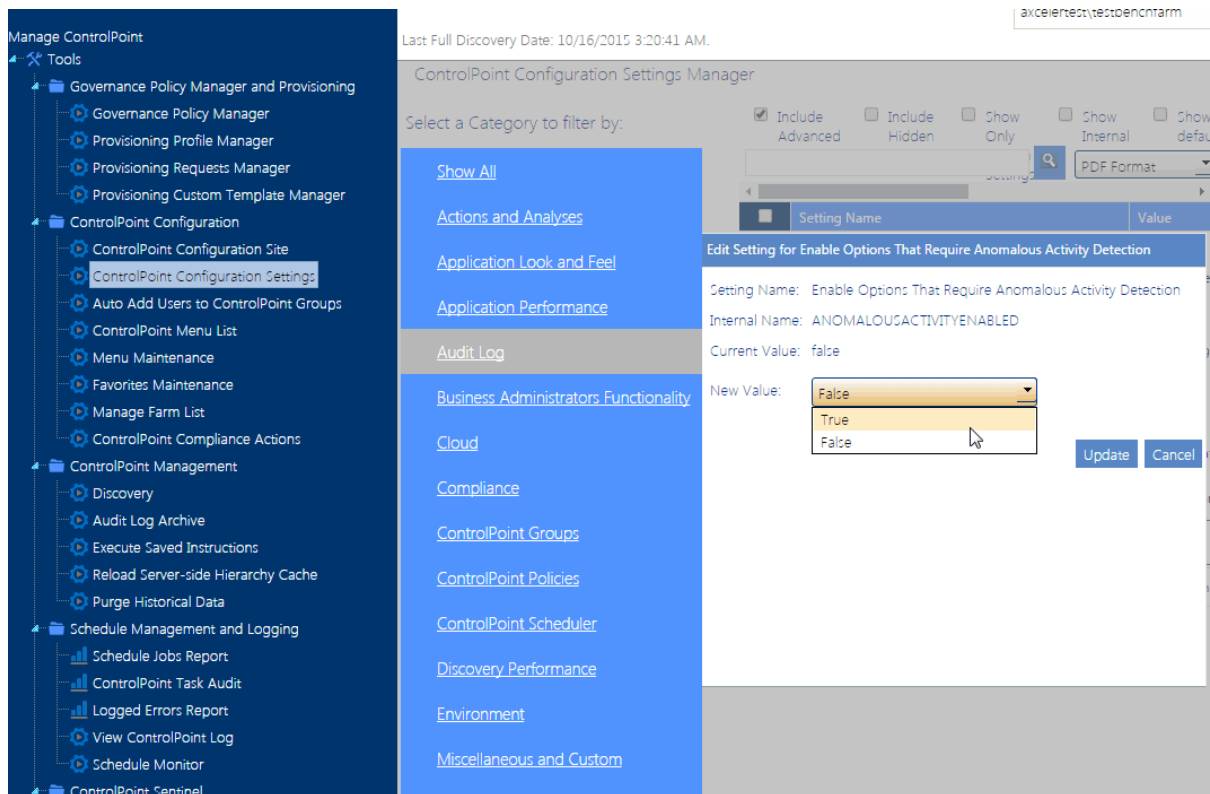 axcelertest\testbenchfarm
Manage ControlPoint
Tools
Governance Policy Manager and Provisioning
Governance Policy Manager
Provisioning Profile Manager
Provisioning Requests Manager
Provisioning Custom Template Manager
ControlPoint Configuration
ControlPoint Configuration Site
ControlPoint Configuration Settings
Auto Add Users to ControlPoint Groups
ControlPoint Menu List
Menu Maintenance
Favorites Maintenance
Manage Farm List
ControlPoint Compliance Actions
ControlPoint Management
Discovery
Audit Log Archive
Execute Saved Instructions
Reload Server-side Hierarchy Cache
Purge Historical Data
Schedule Management and Logging
Schedule Jobs Report
ControlPoint Task Audit
Logged Errors Report
View ControlPoint Log
Schedule Monitor
ControlPoint Sentinel
Last Full Discovery Date: 10/16/2015 3:20:41 AM.
ControlPoint Configuration Settings Manager
Select a Category to filter by:
Show All
Actions and Analyses
Application Look and Feel
Application Performance
Audit Log
Business Administrators Functionality
Cloud
Compliance
ControlPoint Groups
ControlPoint Policies
ControlPoint Scheduler
Discovery Performance
Environment
Miscellaneous and Custom
Include Advanced
Include Hidden
Show Only
Show Internal
Show defau
PDF Format
Setting Name
Value
Edit Setting for Enable Options That Require Anomalous Activity Detection
Setting Name: Enable Options That Require Anomalous Activity Detection
Internal Name: ANOMALOUSACTIVITYENABLED
Current Value: false
New Value: False
True
False
Update
Cancel